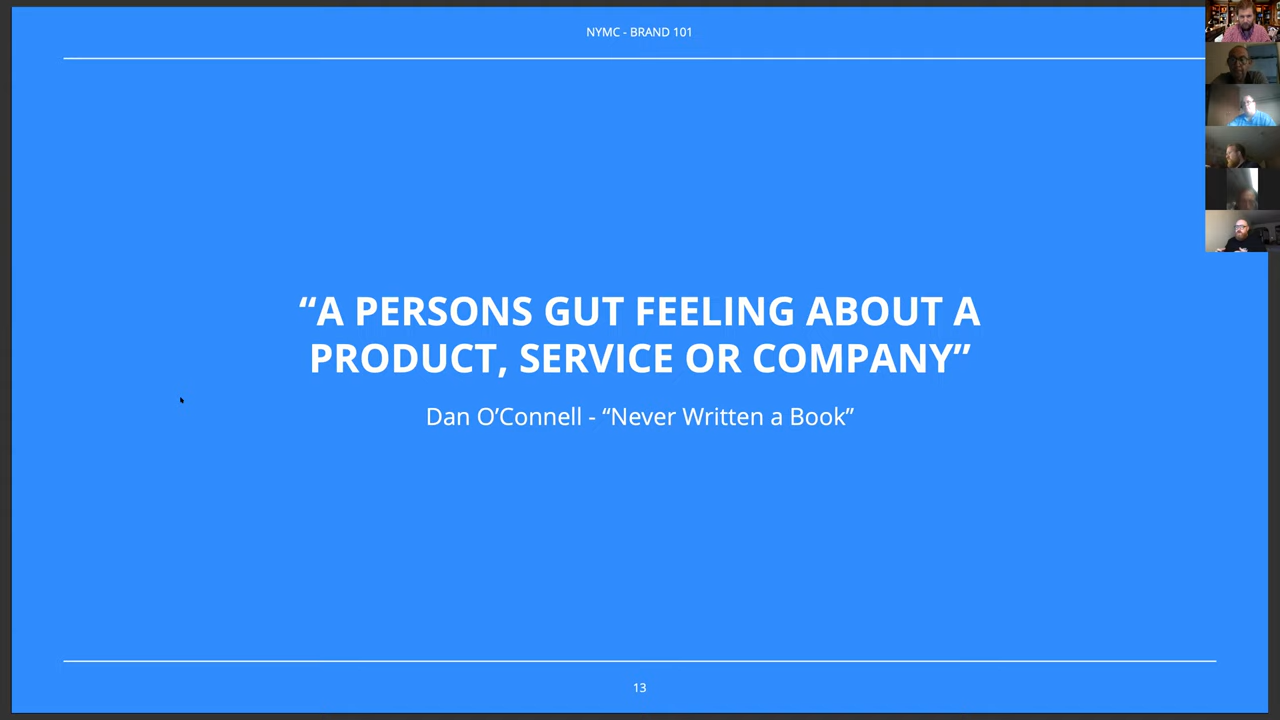 NYMC - BRAND 101
“A PERSONS GUT FEELING ABOUT A
PRODUCT, SERVICE OR COMPANY”
Dan O’Connell - “Never Written a Book”
13